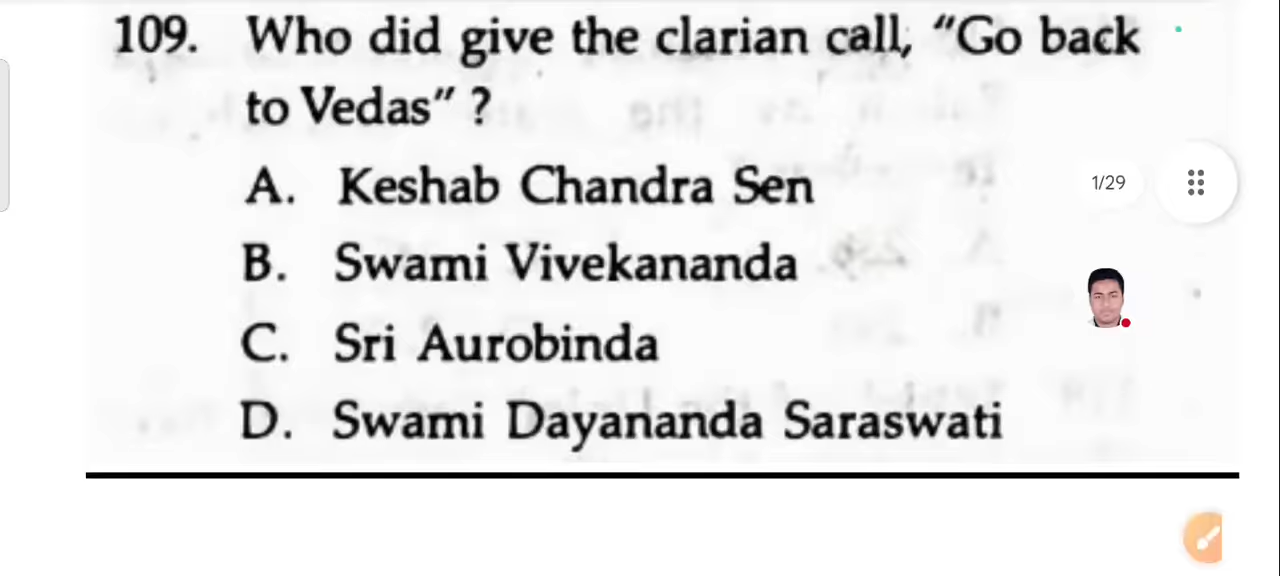 109. Who did give the clarian call, “Go back
to Vedas” ?
A. Keshab Chandra Sen
1/29
B. Swami Vivekananda
C. Sri Aurobinda
D. Swami Dayananda Saraswati